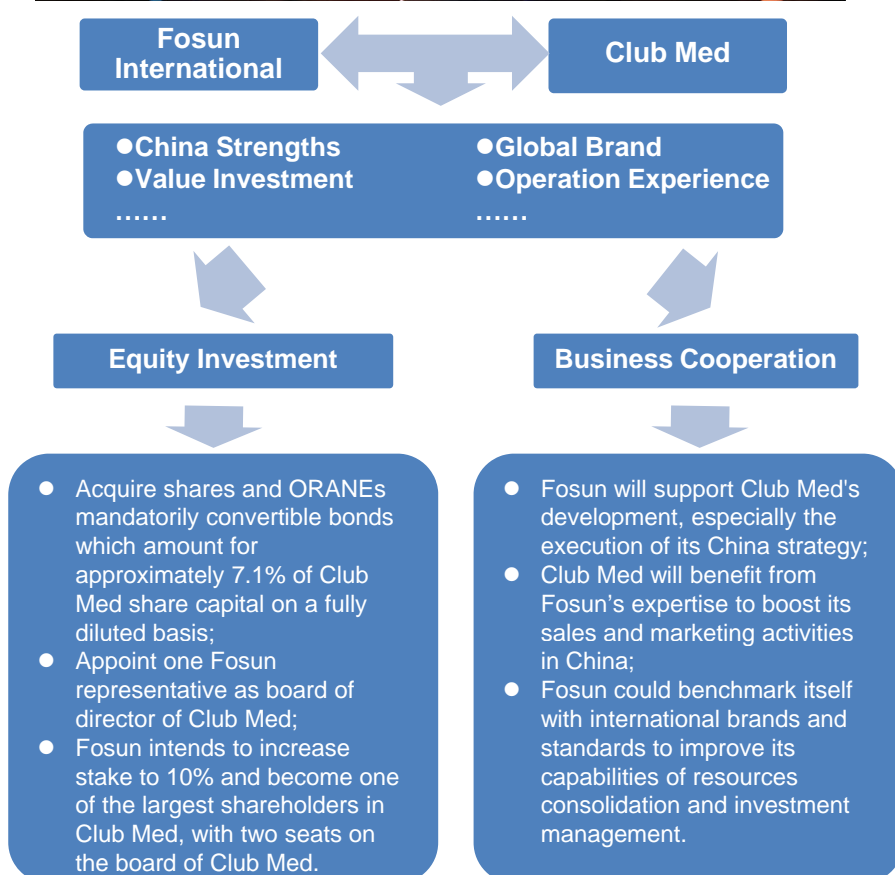 Fosun
International
Club Med
●China Strengths
●Value Investment
……
●Global Brand
●Operation Experience
……
Equity Investment
Business Cooperation
● Acquire shares and ORANEs
mandatorily convertible bonds
which amount for
approximately 7.1% of Club
Med share capital on a fully
diluted basis;
● Appoint one Fosun
representative as board of
director of Club Med;
● Fosun intends to increase
stake to 10% and become one
of the largest shareholders in
Club Med, with two seats on
the board of Club Med.
● Fosun will support Club Med's
development, especially the
execution of its China strategy;
● Club Med will benefit from
Fosun’s expertise to boost its
sales and marketing activities
in China;
● Fosun could benchmark itself
with international brands and
standards to improve its
capabilities of resources
consolidation and investment
management.